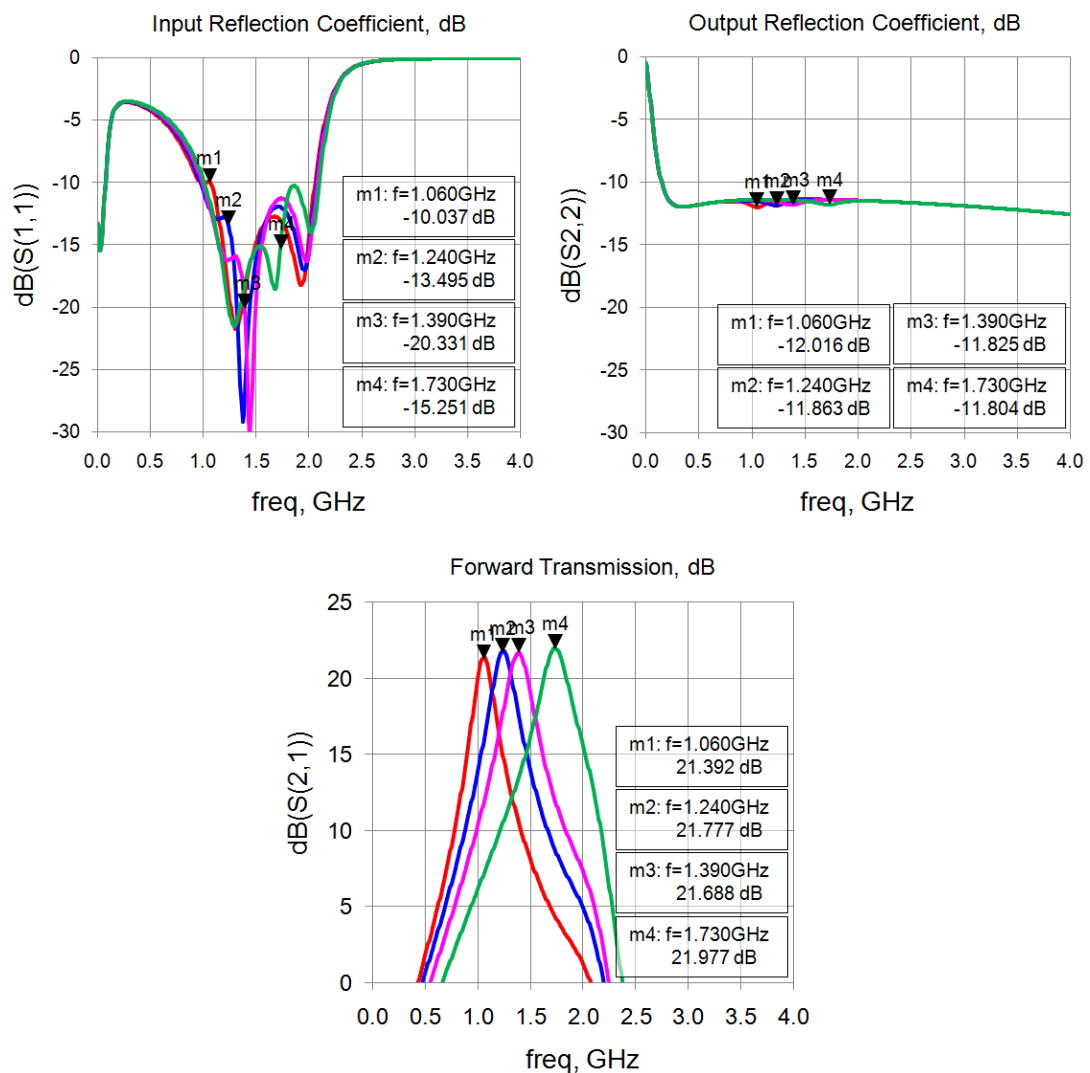 Input Reflection Coefficient, dB
dB(S(1,1))
0
-5
-10
-15
-20
-25
-30
m1
m2
m3
m4
m1: f=1.060GHz
-10.037 dB
m2: f=1.240GHz
-13.495 dB
m3: f=1.390GHz
-20.331 dB
m4: f=1.730GHz
-15.251 dB
0.0 0.5 1.0 1.5 2.0 2.5 3.0 3.5 4.0
freq, GHz
Output Reflection Coefficient, dB
dB(S2,2))
0
-5
-10
-15
-20
-25
-30
m1 m2 m3 m4
m1: f=1.060GHz
-12.016 dB
m3: f=1.390GHz
-11.825 dB
m2: f=1.240GHz
-11.863 dB
m4: f=1.730GHz
-11.804 dB
0.0 0.5 1.0 1.5 2.0 2.5 3.0 3.5 4.0
freq, GHz
Forward Transmission, dB
dB(S(2,1))
25
20
15
10
5
0
m1 m2 m3 m4
m1: f=1.060GHz
21.392 dB
m2: f=1.240GHz
21.777 dB
m3: f=1.390GHz
21.688 dB
m4: f=1.730GHz
21.977 dB
0.0 0.5 1.0 1.5 2.0 2.5 3.0 3.5 4.0
freq, GHz